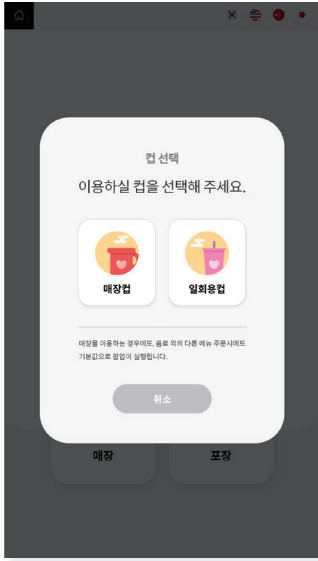 컵 선택
이용하실 컵을 선택해 주세요.
매장컵
일회용컵
매장을 이용하는 경우에도, 음료 외의 다른 메뉴 주문시에도
기본값으로 팝업이 실행됩니다.
취소
매장
포장